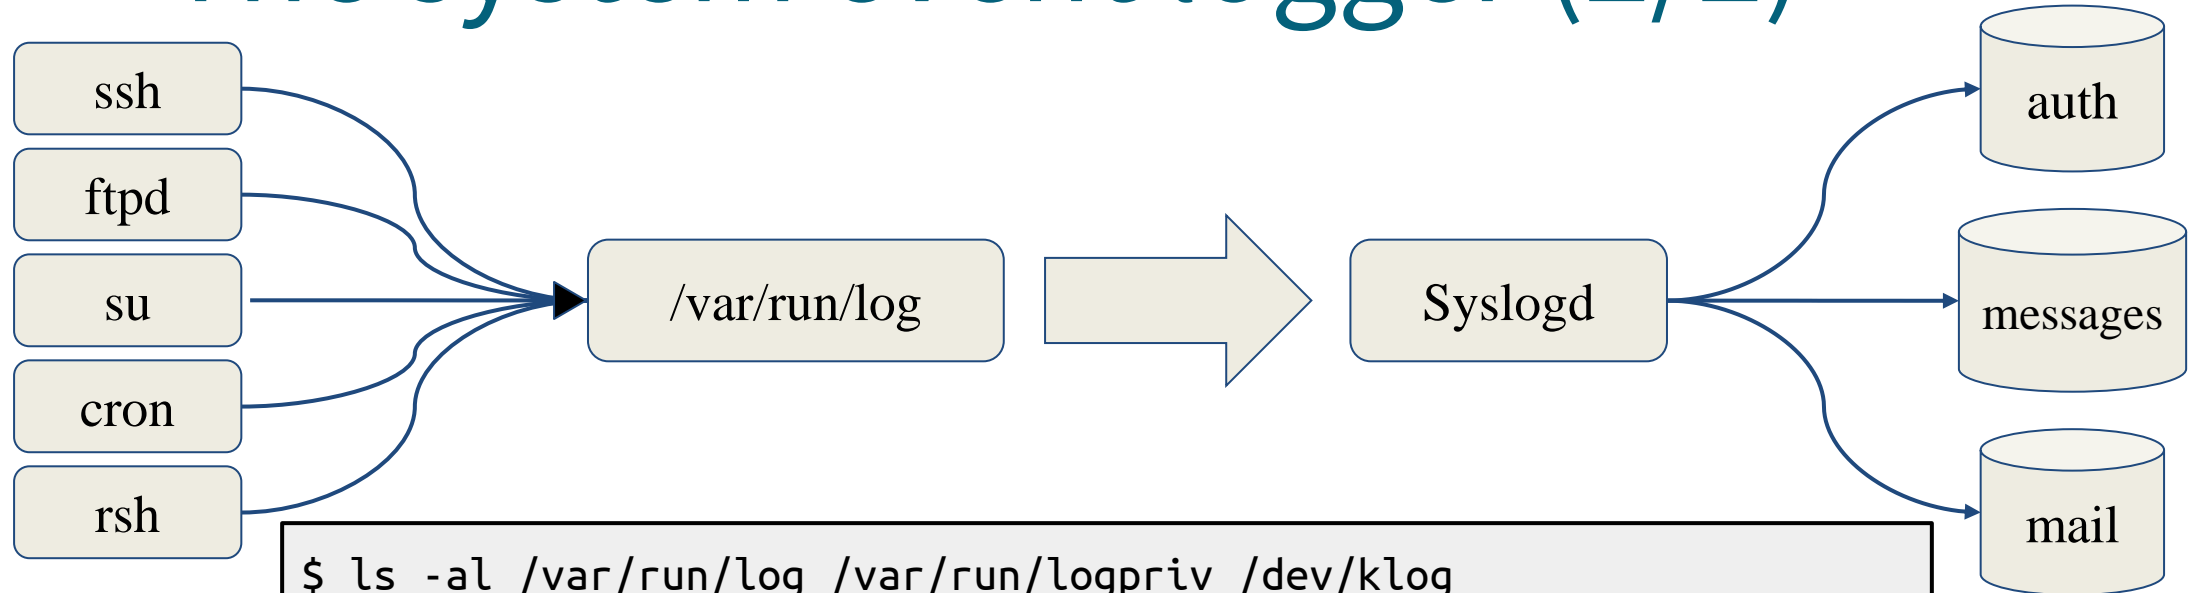 ssh
ftpd
su
cron
rsh
/var/run/log
Syslogd
auth
messages
mail
$ ls -al /var/run/log /var/run/logpriv /dev/klog